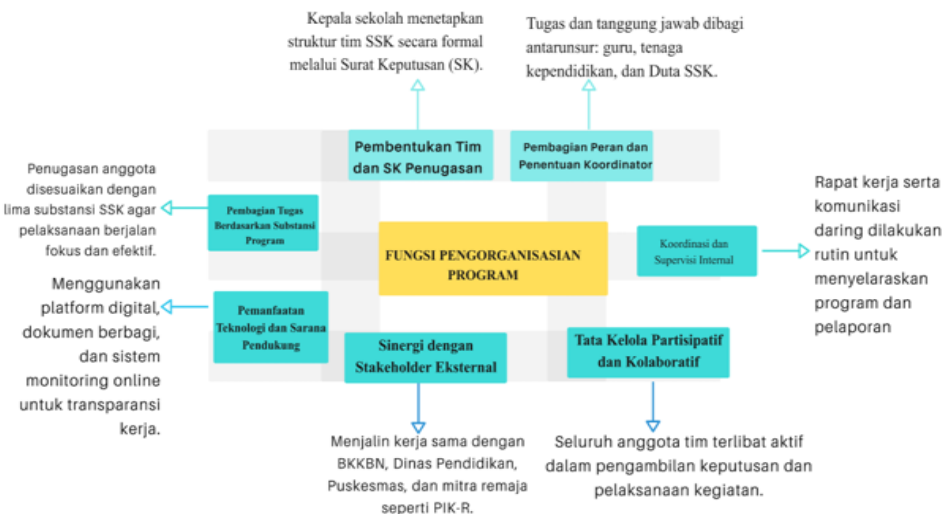 Kepala sekolah menetapkan
struktur tim SSK secara formal
melalui Surat Keputusan (SK).
Tugas dan tanggung jawab dibagi
antarunsur: guru, tenaga
kependidikan, dan Duta SSK.
Pembentukan Tim
dan SK Penugasan
Pembagian Peran dan
Penentuan Koordinator
Penugasan anggota
disesuaikan dengan
lima substansi SSK agar
pelaksanaan berjalan
fokus dan efektif.
Pembagian Tugas
Berdasarkan Substansi
Program
FUNGSI PENGORGANISASIAN
PROGRAM
Koordinasi dan
Supervisi Internal
Rapat kerja serta
komunikasi
daring dilakukan
rutin untuk
menyelaraskan
program dan
pelaporan
Menggunakan
platform digital,
dokumen berbagi,
dan sistem
monitoring online
untuk transparansi
kerja.
Pemanfaatan
Teknologi dan Sarana
Pendukung
Sinergi dengan
Stakeholder Eksternal
Tata Kelola Partisipatif
dan Kolaboratif
Menjalin kerja sama dengan
BKKBN, Dinas Pendidikan,
Puskesmas, dan mitra remaja
seperti PIK-R.
Seluruh anggota tim terlibat aktif
dalam pengambilan keputusan dan
pelaksanaan kegiatan.